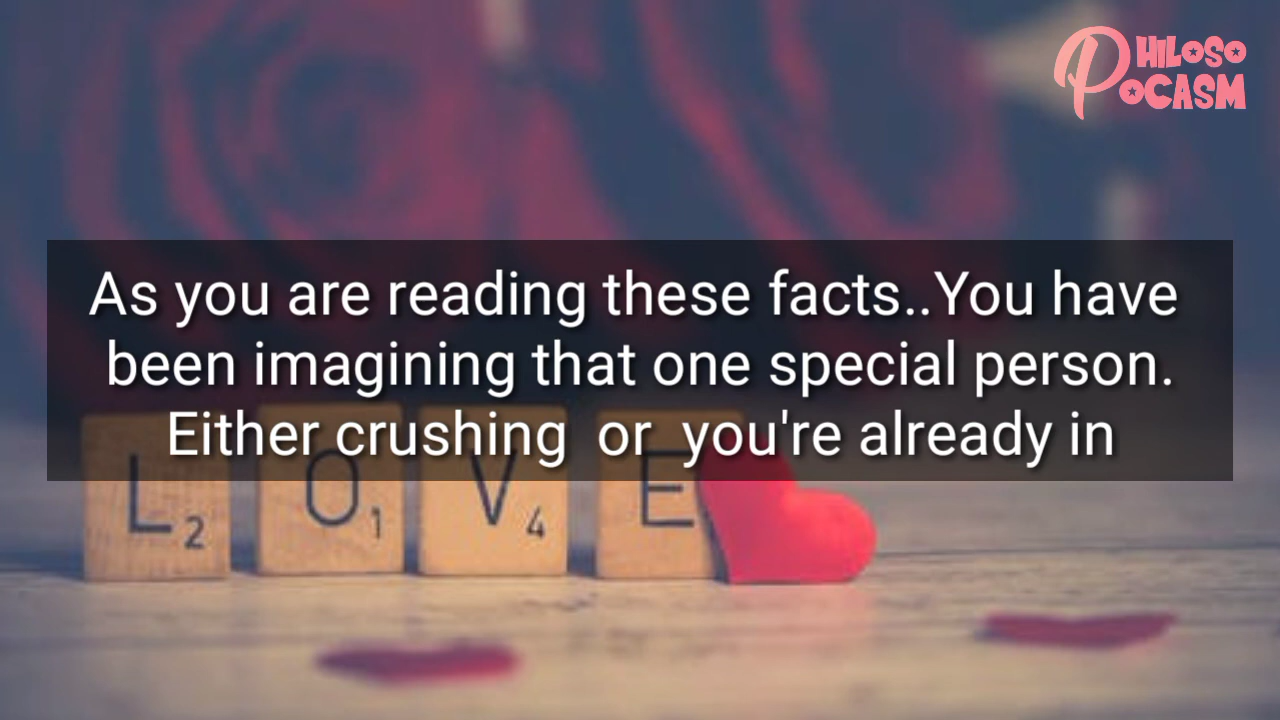 PHILOSO
POCASM
As you are reading these facts..You have
been imagining that one special person.
Either crushing  or  you're already in
L2 O1 V4 E